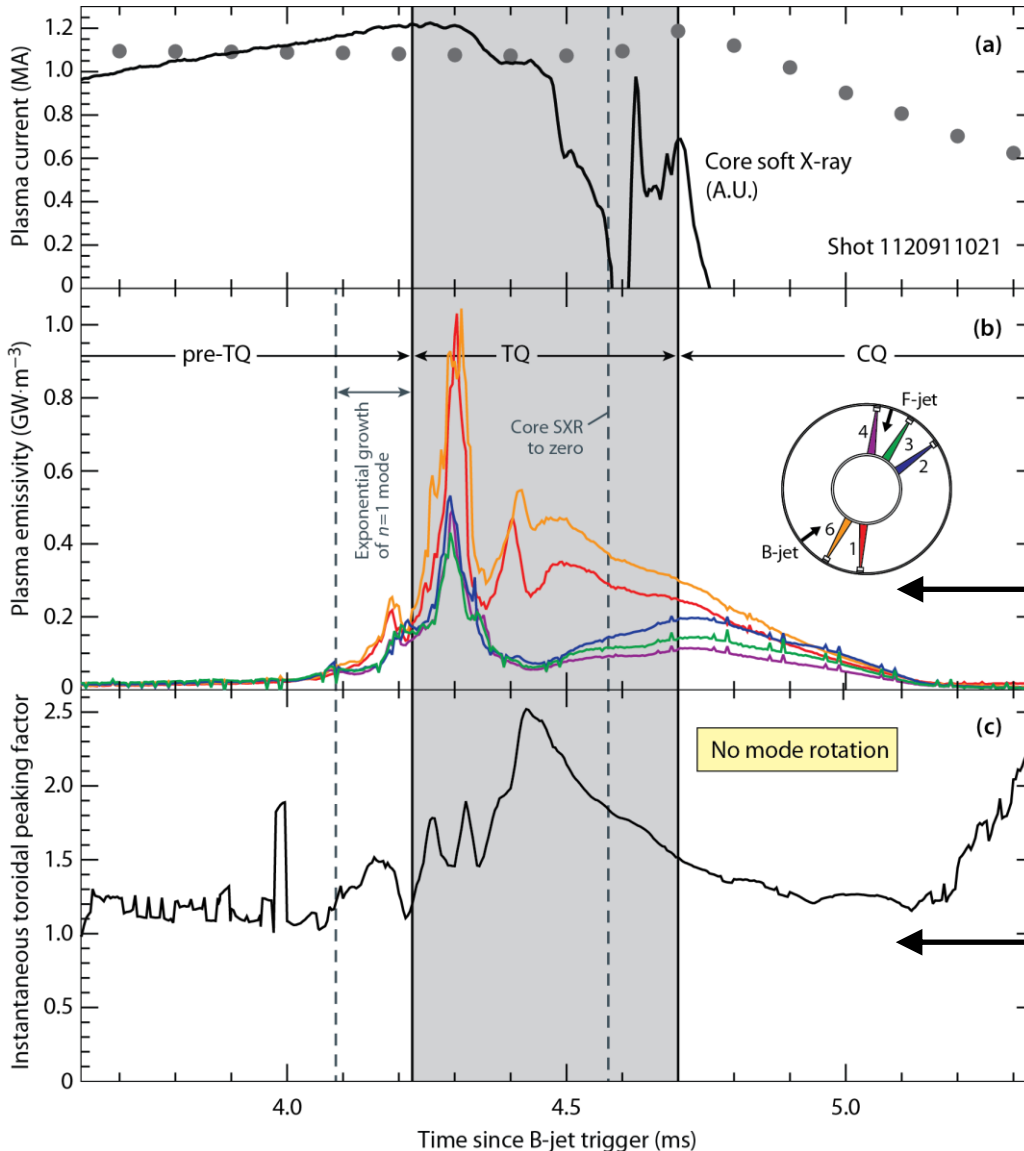 1.2
1.0
0.8
0.6
0.4
0.2
0
Plasma current (MA)
(a)
Core soft X-ray
(A.U.)
Shot 1120911021
1.0
0.8
0.6
0.4
0.2
0
Plasma emissivity (GW·m⁻³)
(b)
pre-TQ
TQ
CQ
Exponential growth
of n=1 mode
Core SXR
to zero
F-jet
4
3
2
6
1
B-jet
2.5
2.0
1.5
1.0
0.5
0
Instantaneous toroidal peaking factor
(c)
No mode rotation
4.0
4.5
5.0
Time since B-jet trigger (ms)